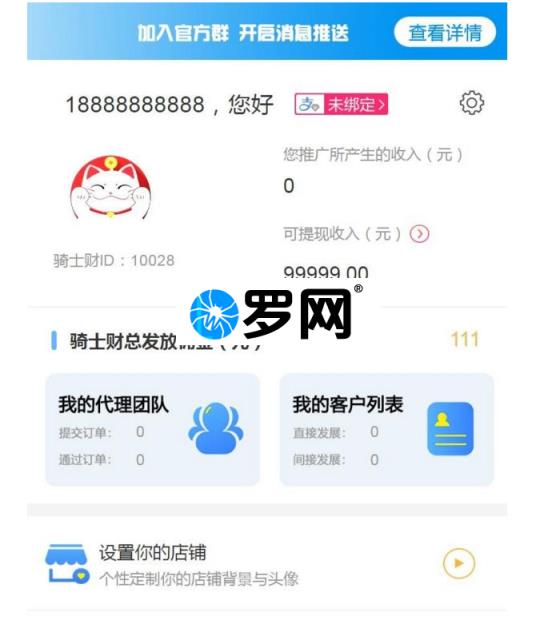 加入官方群 开启消息推送
查看详情
18888888888，您好
未绑定>
您推广所产生的收入（元）
0
可提现收入（元）
骑士财ID：10028
99999.00
罗网®
骑士财总发放佣金（元）
111
我的代理团队
提交订单： 0
通过订单： 0
我的客户列表
直接发展： 0
间接发展： 0
设置你的店铺
个性定制你的店铺背景与头像